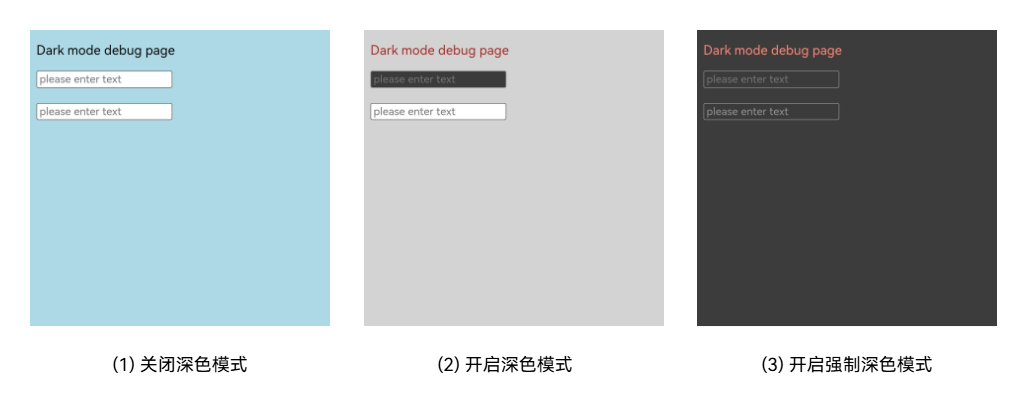 Dark mode debug page
please enter text
please enter text
(1) 关闭深色模式
Dark mode debug page
please enter text
please enter text
(2) 开启深色模式
Dark mode debug page
please enter text
please enter text
(3) 开启强制深色模式